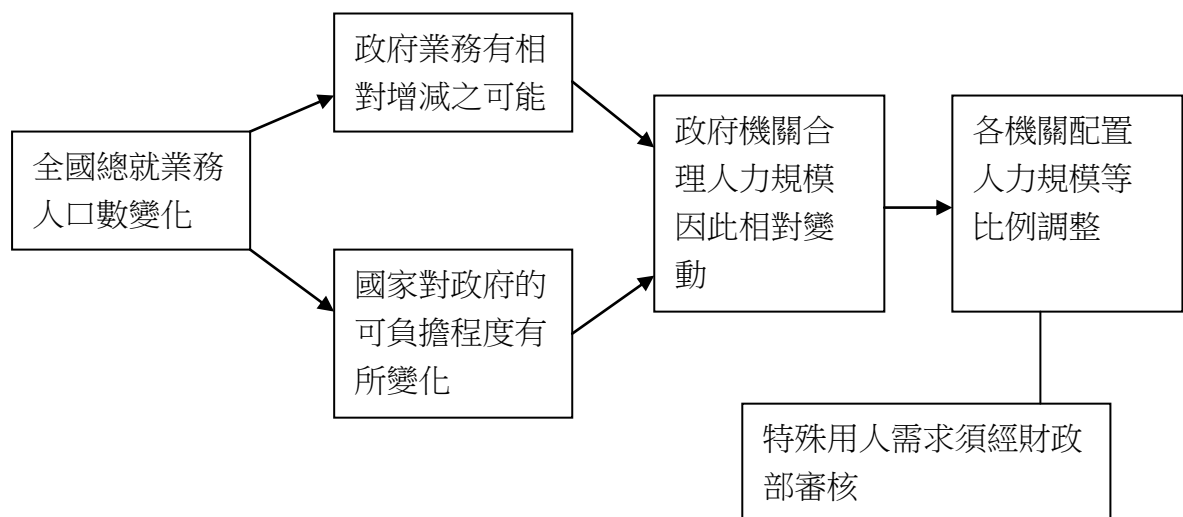 政府業務有相
對增減之可能
全國總就業務
人口數變化
國家對政府的
可負擔程度有
所變化
政府機關合
理人力規模
因此相對變
動
各機關配置
人力規模等
比例調整
特殊用人需求須經財政
部審核